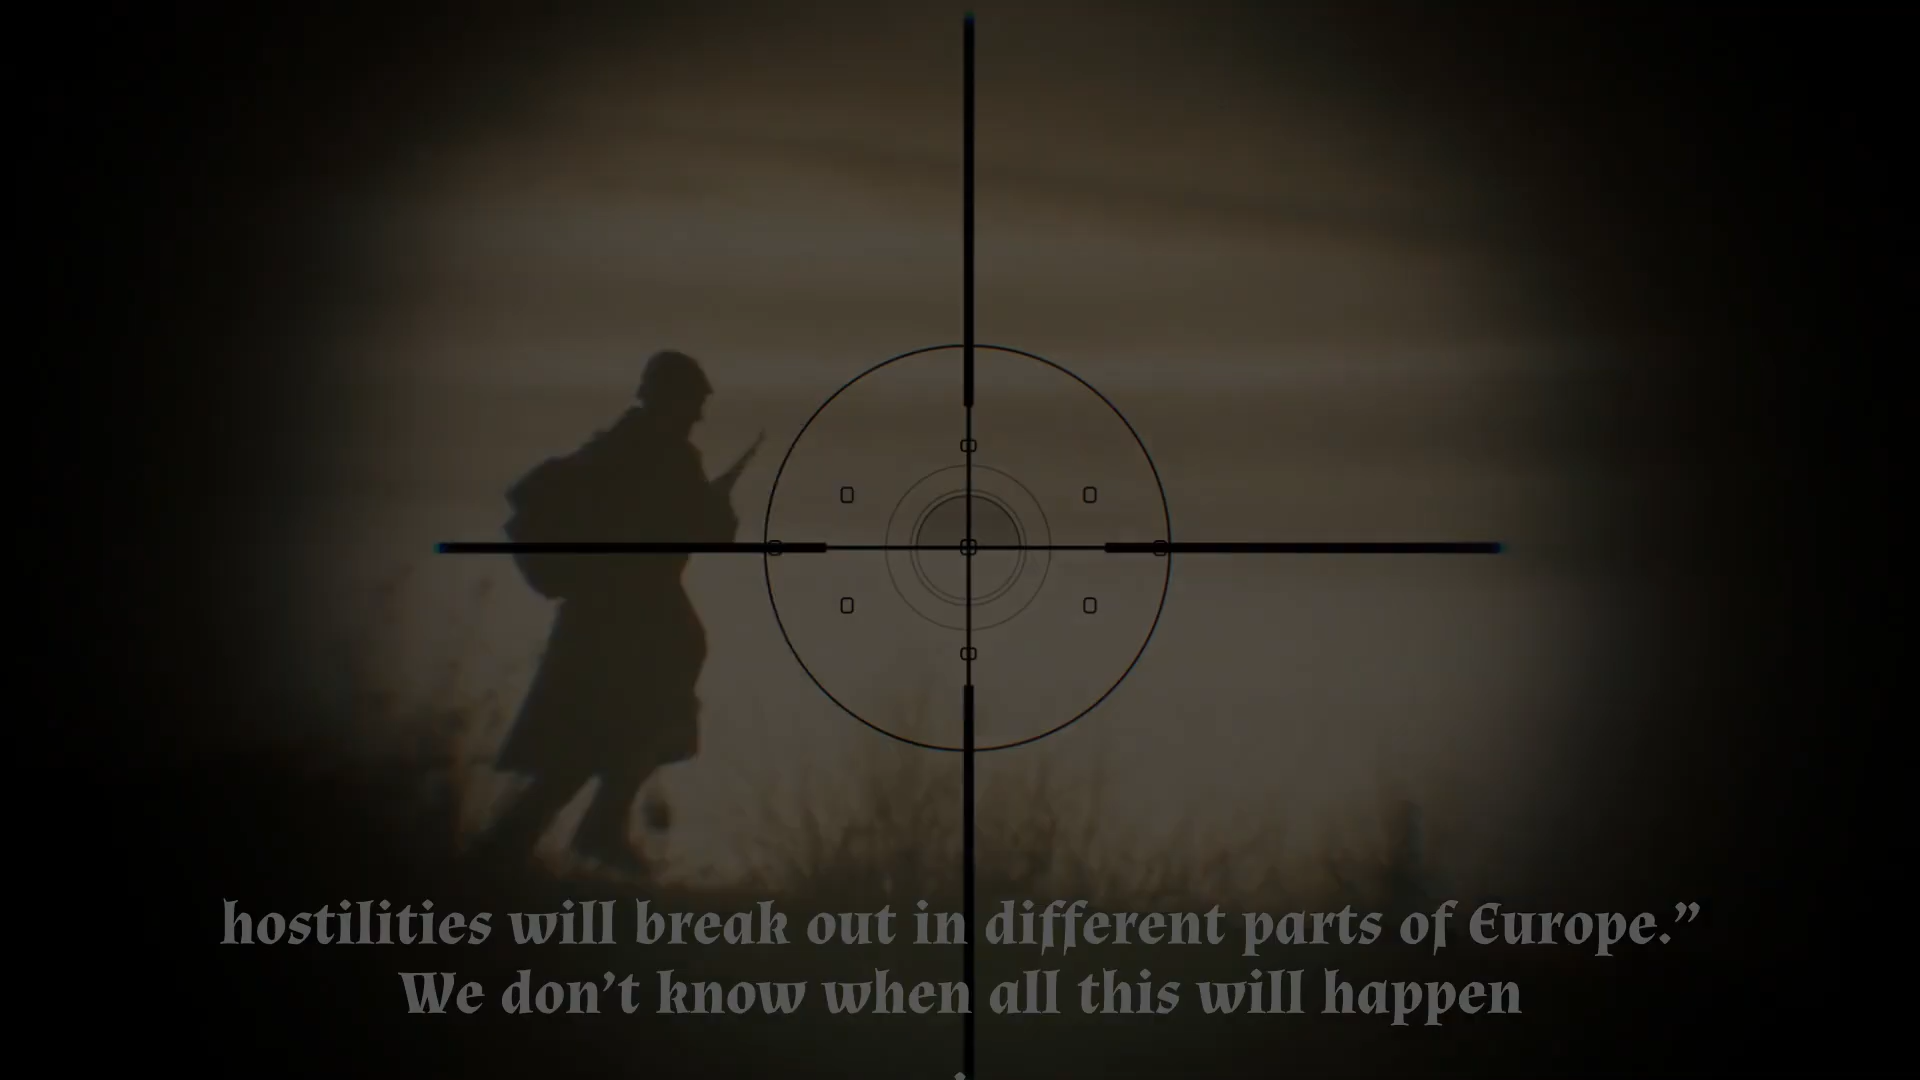 hostilities will break out in different parts of Europe.”
We don’t know when all this will happen